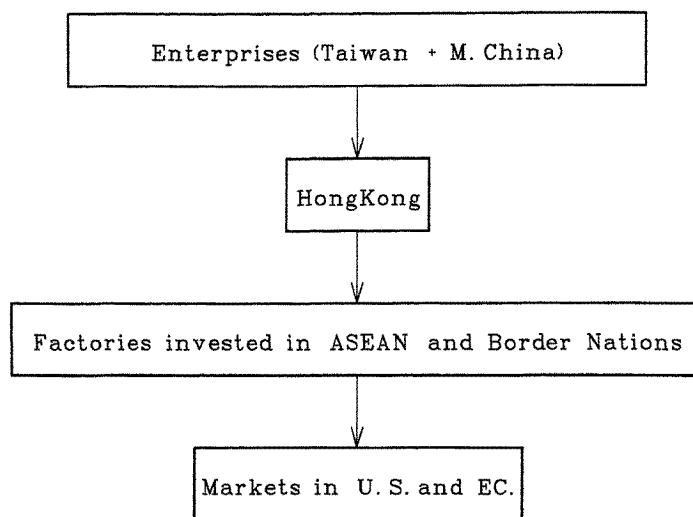 Enterprises (Taiwan + M. China)
HongKong
Factories invested in ASEAN and Border Nations
Markets in U. S. and EC.